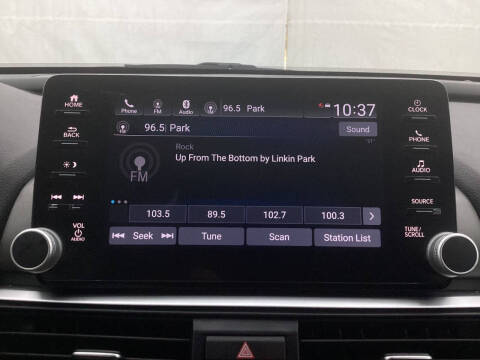 HOME
BACK
VOL
AUDIO
Phone
FM
Audio
96.5 Park
10:37
96.5 Park
Sound
Rock
Up From The Bottom by Linkin Park
FM
103.5
89.5
102.7
100.3
Seek
Tune
Scan
Station List
CLOCK
PHONE
AUDIO
SOURCE
TUNE/
SCROLL